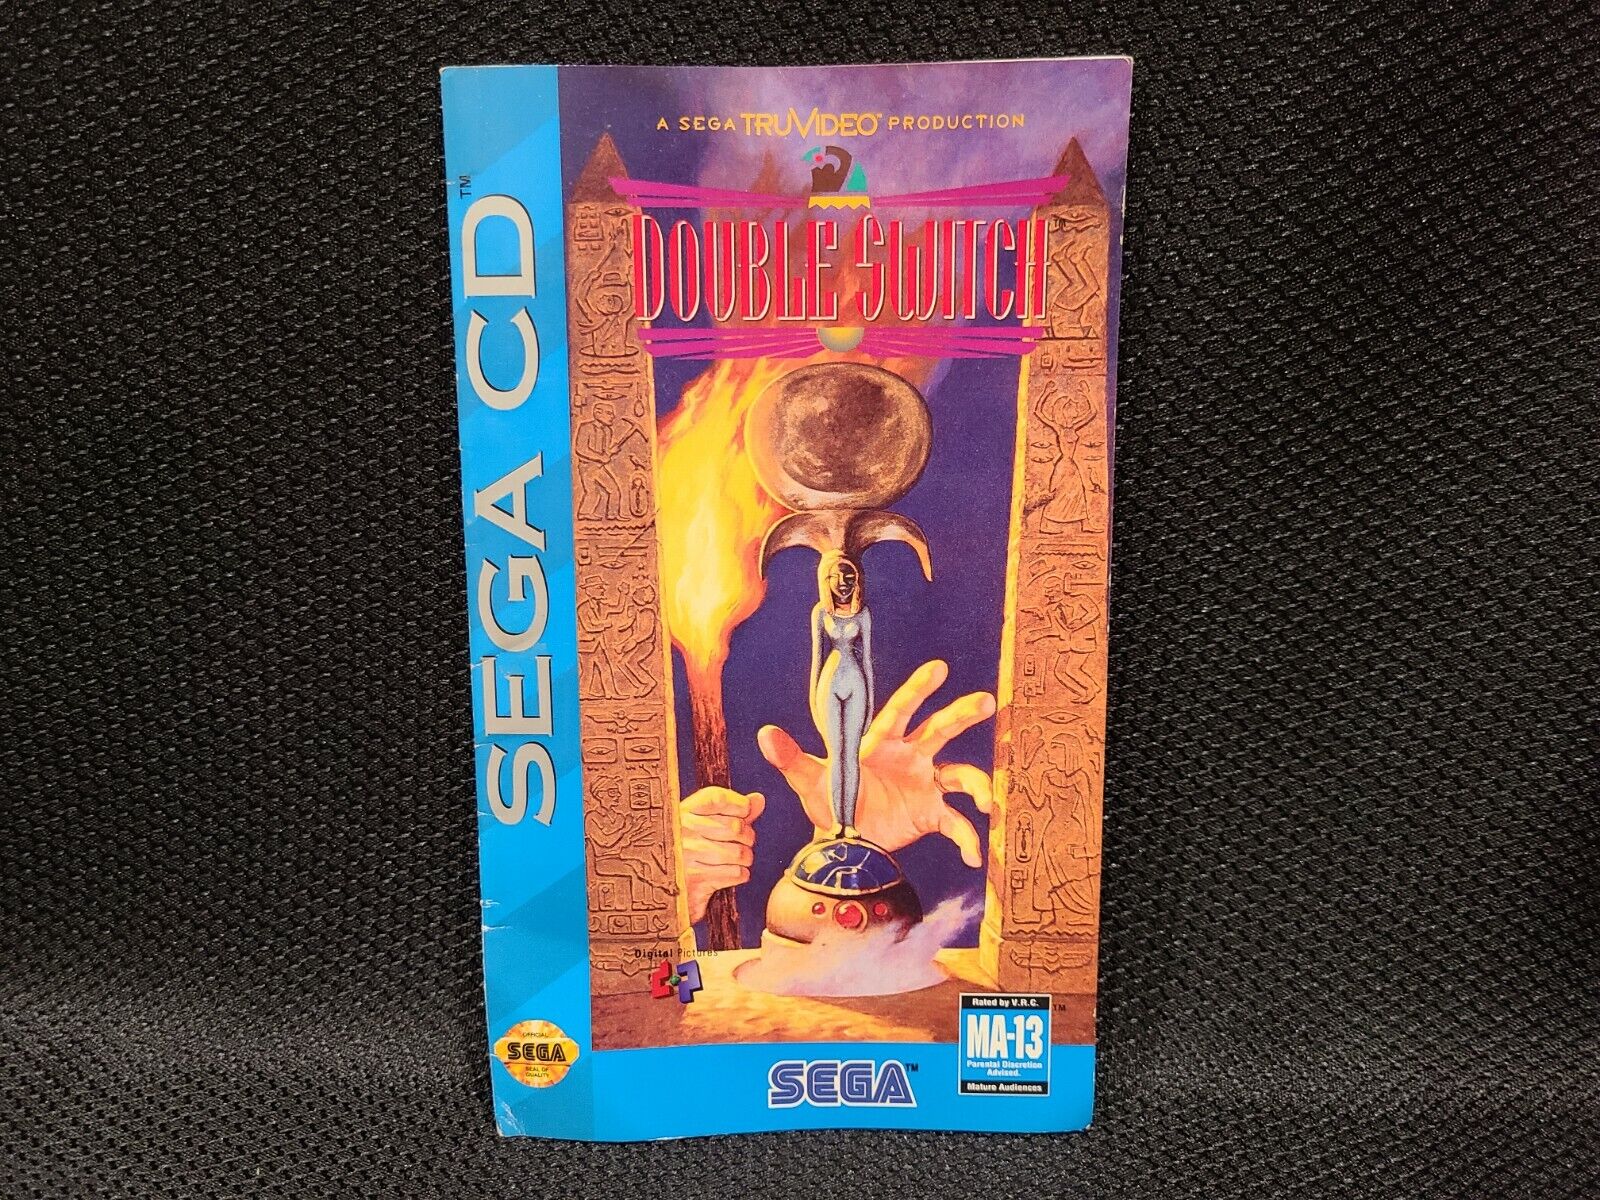 SEGA CD™
A SEGA TRUVIDEO™ PRODUCTION
DOUBLE SWITCH
Digital Pictures
OFFICIAL
SEGA
SEAL OF
QUALITY
SEGA™
Rated by V.R.C.
™
MA-13
Parental Discretion
Advised.
Mature Audiences